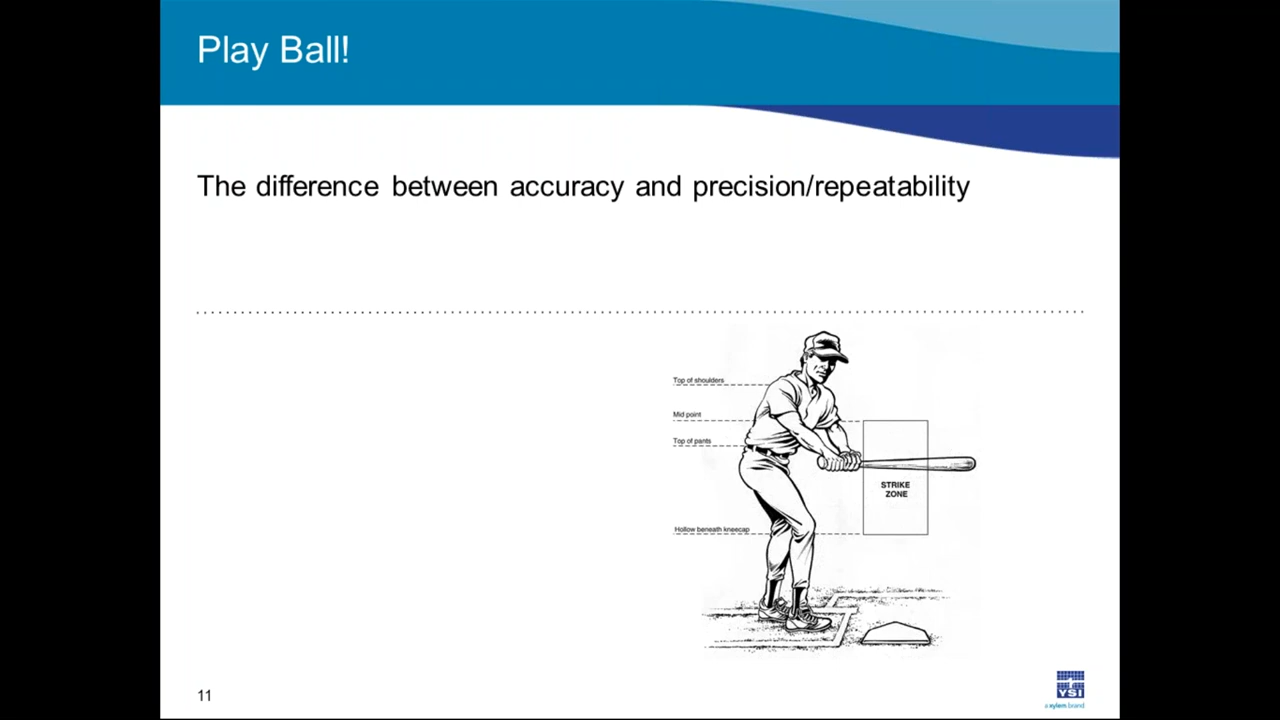 Play Ball!
The difference between accuracy and precision/repeatability
Top of shoulders
Mid point
Top of pants
STRIKE
ZONE
Hollow beneath kneecap
11
YSI
a xylem brand